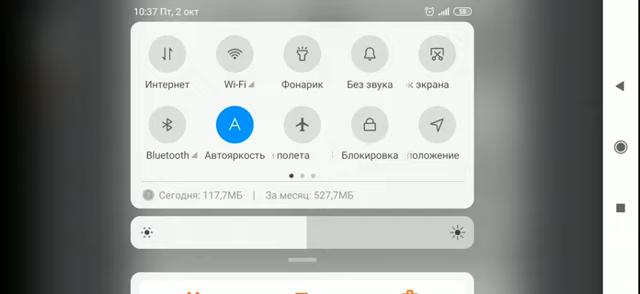 10:37 Пт, 2 окт
59
Интернет
Wi-Fi
Фонарик
Без звука
экрана
Bluetooth
Автояркость
полета
Блокировка
положение
Сегодня: 117,7МБ | За месяц: 527,7МБ